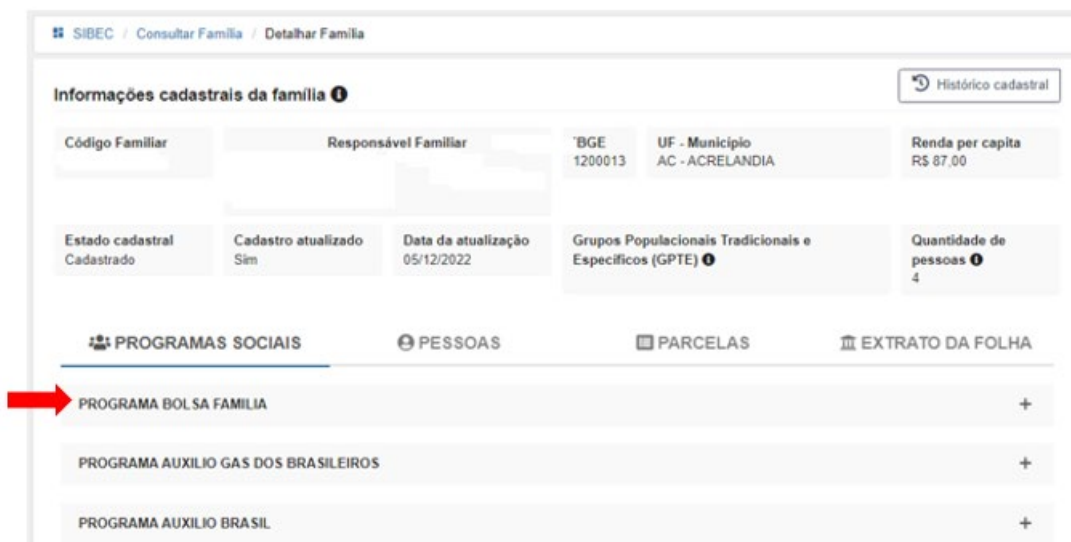 SIBEC / Consultar Família / Detalhar Família
Informações cadastrais da família
Histórico cadastral
Código Familiar
Responsável Familiar
IBGE
1200013
UF - Município
AC - ACRELANDIA
Renda per capita
R$ 87,00
Estado cadastral
Cadastrado
Cadastro atualizado
Sim
Data da atualização
05/12/2022
Grupos Populacionais Tradicionais e
Específicos (GPTE)
Quantidade de
pessoas
4
PROGRAMAS SOCIAIS
PESSOAS
PARCELAS
EXTRATO DA FOLHA
PROGRAMA BOLSA FAMILIA
PROGRAMA AUXILIO GAS DOS BRASILEIROS
PROGRAMA AUXILIO BRASIL